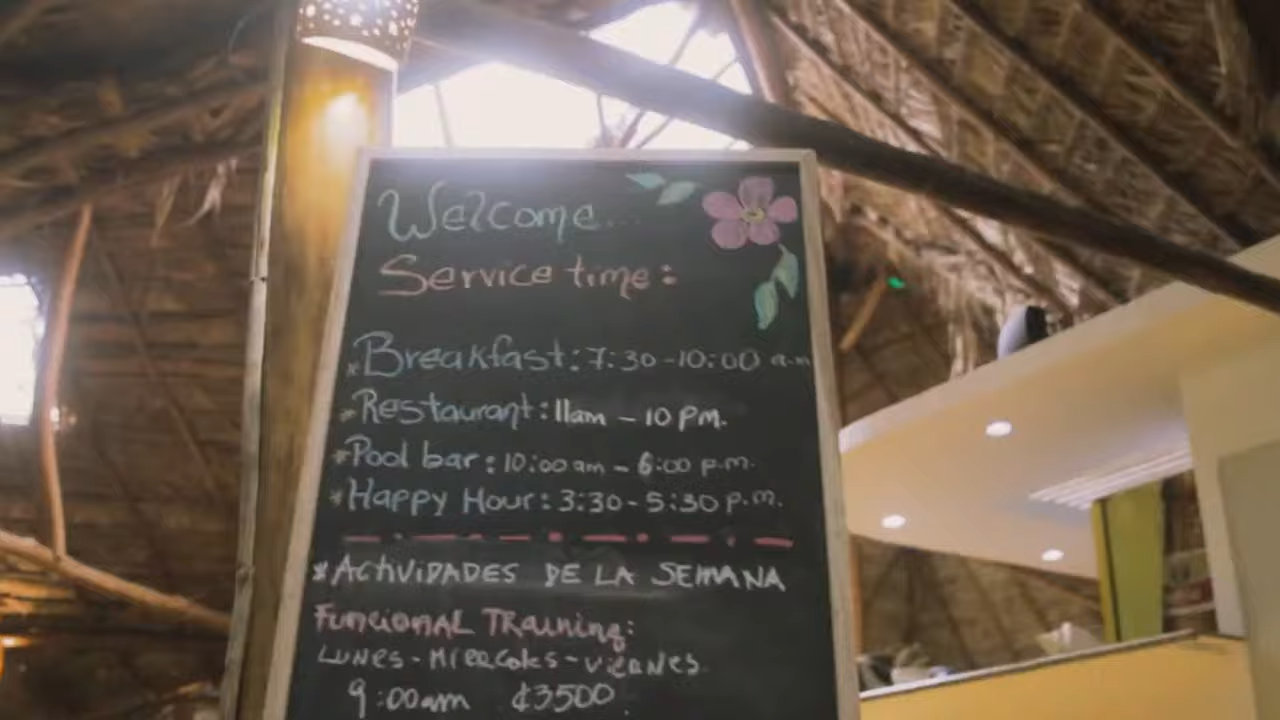 Welcome...
Service time:
*Breakfast: 7:30-10:00 a.m
*Restaurant: 11am - 10 Pm.
*Pool bar: 10:00 am - 6:00 p.m.
*Happy Hour: 3:30-5:30 p.m.
*ACtiViDADES DE LA SEMANA
FUNCIONAL TRaining:
LUNES-MIERCOLES-VIERNES
9:00am ₡3500.